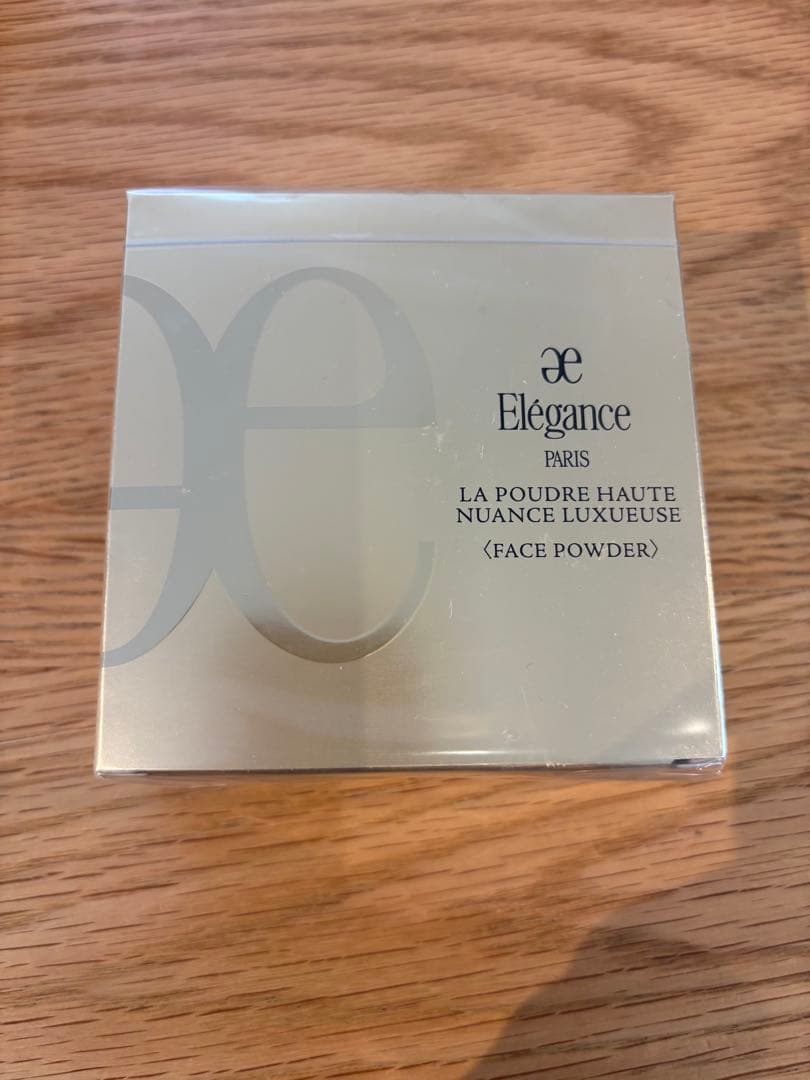 Elégance
PARIS
LA POUDRE HAUTE
NUANCE LUXUEUSE
〈FACE POWDER〉